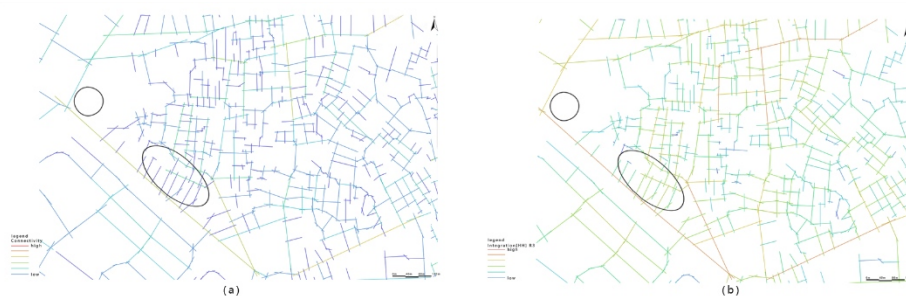 legend
Connectivity
high
low
(a)
legend
Integration[HH] R3
high
low
(b)